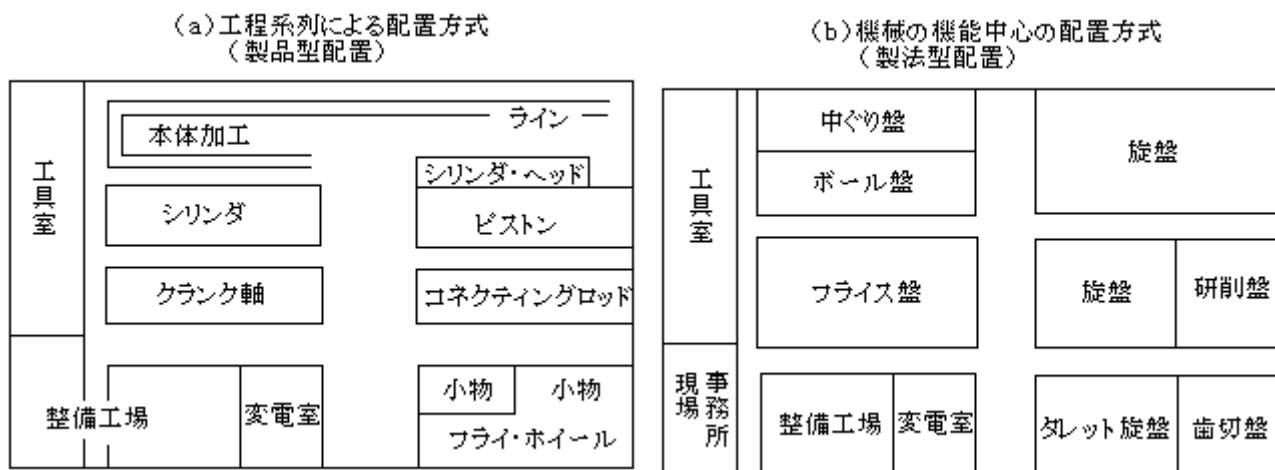 (a)工程系列による配置方式
(製品型配置)
工具室
ライン
本体加工
シリンダ・ヘッド
シリンダ
ピストン
クランク軸
コネクティングロッド
整備工場
変電室
小物
小物
フライ・ホイール
(b)機械の機能中心の配置方式
(製法型配置)
工具室
中ぐり盤
ボール盤
旋盤
フライス盤
旋盤
研削盤
事務所
現場
整備工場
変電室
タレット旋盤
歯切盤